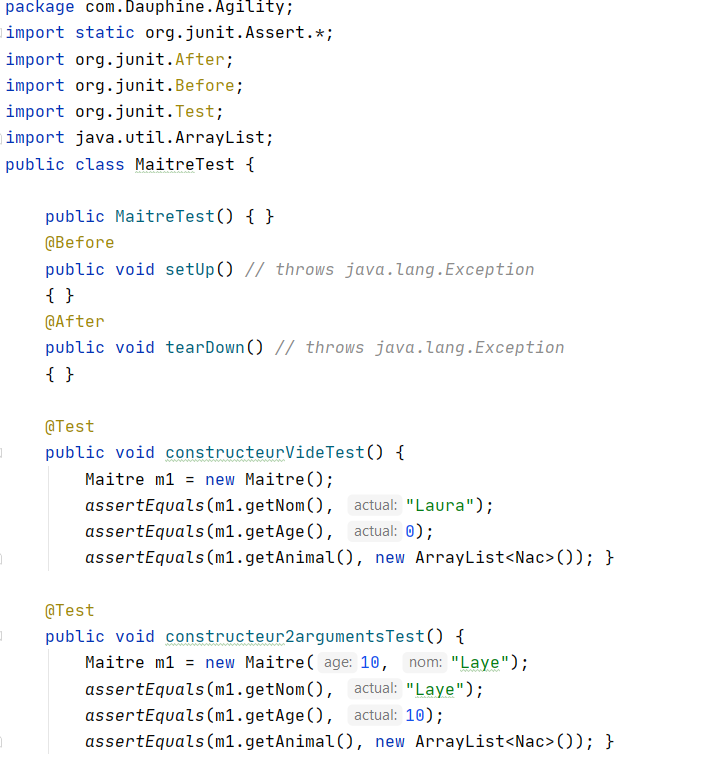 package com.Dauphine.Agility;
import static org.junit.Assert.*;
import org.junit.After;
import org.junit.Before;
import org.junit.Test;
import java.util.ArrayList;
public class MaitreTest {
public MaitreTest() { }
@Before
public void setUp() // throws java.lang.Exception
{ }
@After
public void tearDown() // throws java.lang.Exception
{ }
@Test
public void constructeurVideTest() {
Maitre m1 = new Maitre();
assertEquals(m1.getNom(), actual: "Laura");
assertEquals(m1.getAge(), actual: 0);
assertEquals(m1.getAnimal(), new ArrayList<Nac>()); }
@Test
public void constructeur2argumentsTest() {
Maitre m1 = new Maitre( age: 10, nom: "Laye");
assertEquals(m1.getNom(), actual: "Laye");
assertEquals(m1.getAge(), actual: 10);
assertEquals(m1.getAnimal(), new ArrayList<Nac>()); }